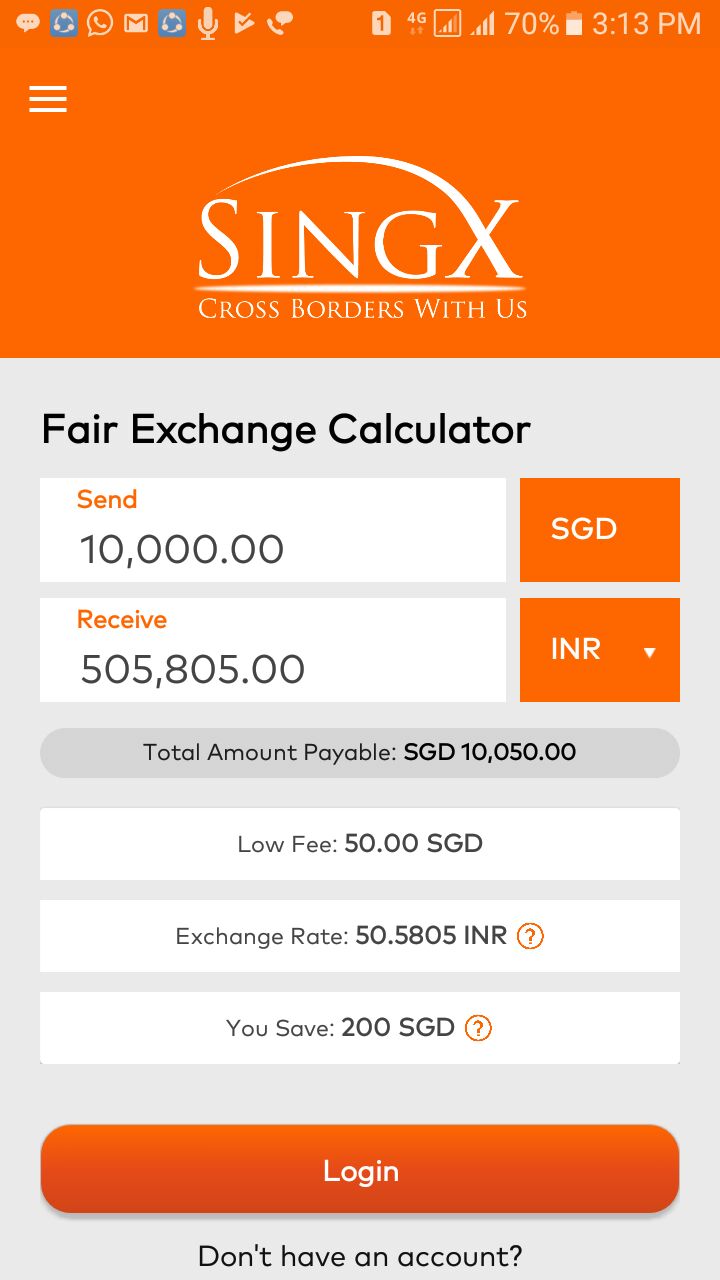 1 4G 70% 3:13 PM
SINGX
CROSS BORDERS WITH US
Fair Exchange Calculator
Send
10,000.00
SGD
Receive
505,805.00
INR
Total Amount Payable: SGD 10,050.00
Low Fee: 50.00 SGD
Exchange Rate: 50.5805 INR ?
You Save: 200 SGD ?
Login
Don't have an account?